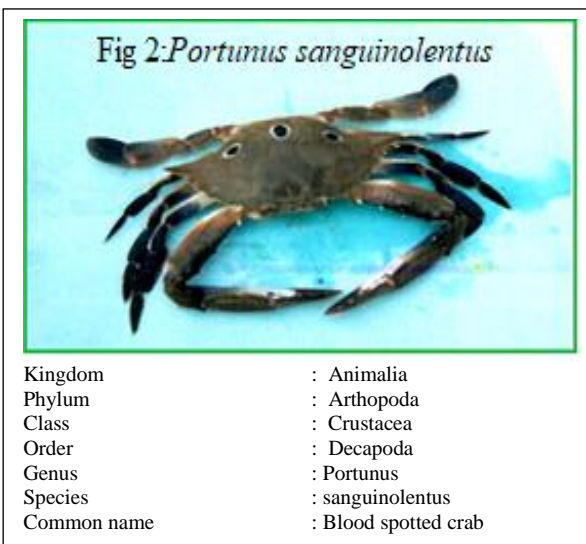 Fig 2:Portunus sanguinolentus
Kingdom : Animalia
Phylum : Arthopoda
Class : Crustacea
Order : Decapoda
Genus : Portunus
Species : sanguinolentus
Common name : Blood spotted crab